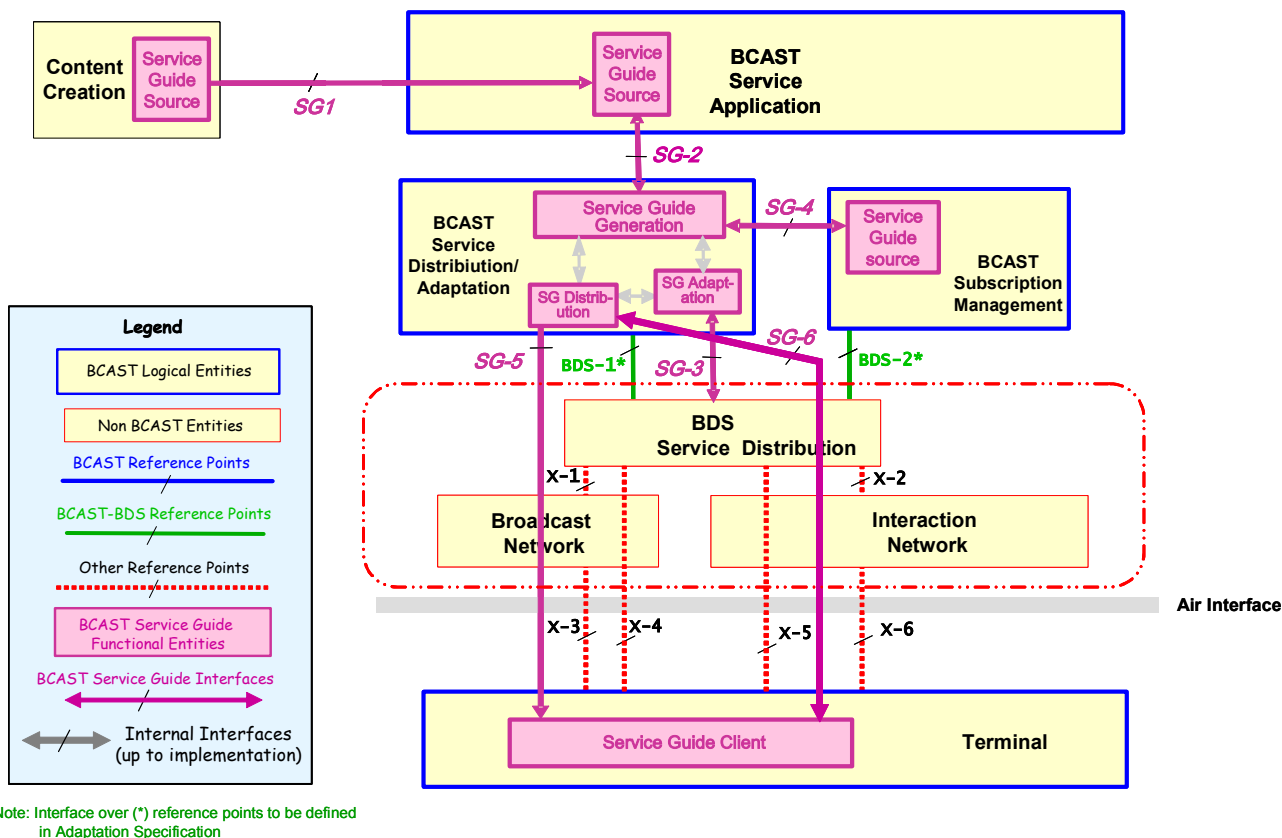 Content
Creation
Service
Guide
Source
SG1
Service
Guide
Source
BCAST
Service
Application
SG-2
BCAST
Service
Distribiution/
Adaptation
Service Guide
Generation
SG Distrib-
ution
SG Adapt-
ation
SG-4
Service
Guide
source
BCAST
Subscription
Management
SG-5
BDS-1*
SG-3
SG-6
BDS-2*
BDS
Service Distribution
X-1
X-2
Broadcast
Network
Interaction
Network
Air Interface
X-3
X-4
X-5
X-6
Service Guide Client
Terminal
Legend
BCAST Logical Entities
Non BCAST Entities
BCAST Reference Points
BCAST-BDS Reference Points
Other Reference Points
BCAST Service Guide
Functional Entities
BCAST Service Guide Interfaces
Internal Interfaces
(up to implementation)
Note: Interface over (*) reference points to be defined
in Adaptation Specification